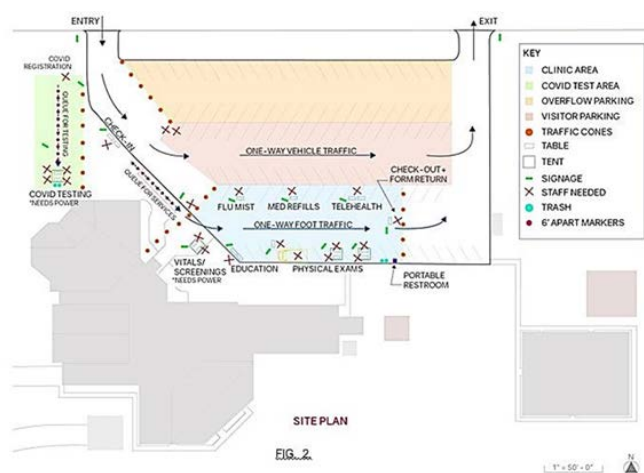 ENTRY
EXIT
COVID
REGISTRATION
QUEUE FOR TESTING
COVID TESTING
*NEEDS POWER
CHECK-IN
QUEUE FOR SERVICES
ONE-WAY VEHICLE TRAFFIC
CHECK-OUT+
FORM RETURN
FLU MIST
MED REFILLS
TELEHEALTH
ONE-WAY FOOT TRAFFIC
VITALS/
SCREENINGS
*NEEDS POWER
EDUCATION
PHYSICAL EXAMS
PORTABLE
RESTROOM
KEY
CLINIC AREA
COVID TEST AREA
OVERFLOW PARKING
VISITOR PARKING
TRAFFIC CONES
TABLE
TENT
SIGNAGE
STAFF NEEDED
TRASH
6' APART MARKERS
SITE PLAN
FIG. 2.
1" = 50' - 0"
N